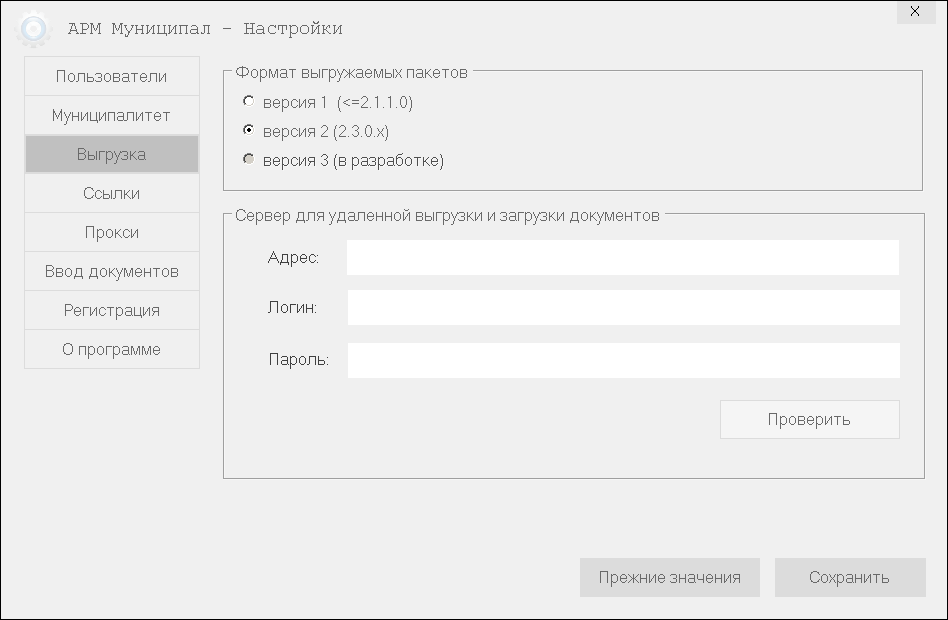 АРМ Муниципал - Настройки
X
Пользователи
Муниципалитет
Выгрузка
Ссылки
Прокси
Ввод документов
Регистрация
О программе
Формат выгружаемых пакетов
версия 1 (<=2.1.1.0)
версия 2 (2.3.0.x)
версия 3 (в разработке)
Сервер для удаленной выгрузки и загрузки документов
Адрес:
Логин:
Пароль:
Проверить
Прежние значения
Сохранить